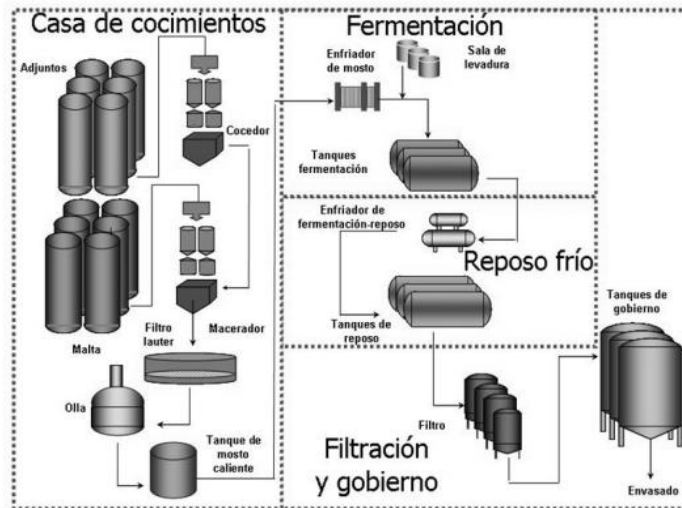 Casa de cocimientos
Adjuntos
Cocedor
Malta
Filtro
lauter
Macerador
Olla
Tanque de
mosto
caliente
Fermentación
Enfriador
de mosto
Sala de
levadura
Tanques
fermentación
Enfriador de
fermentación-reposo
Reposo frío
Tanques de
reposo
Filtro
Filtración
y gobierno
Tanques de
gobierno
Envasado